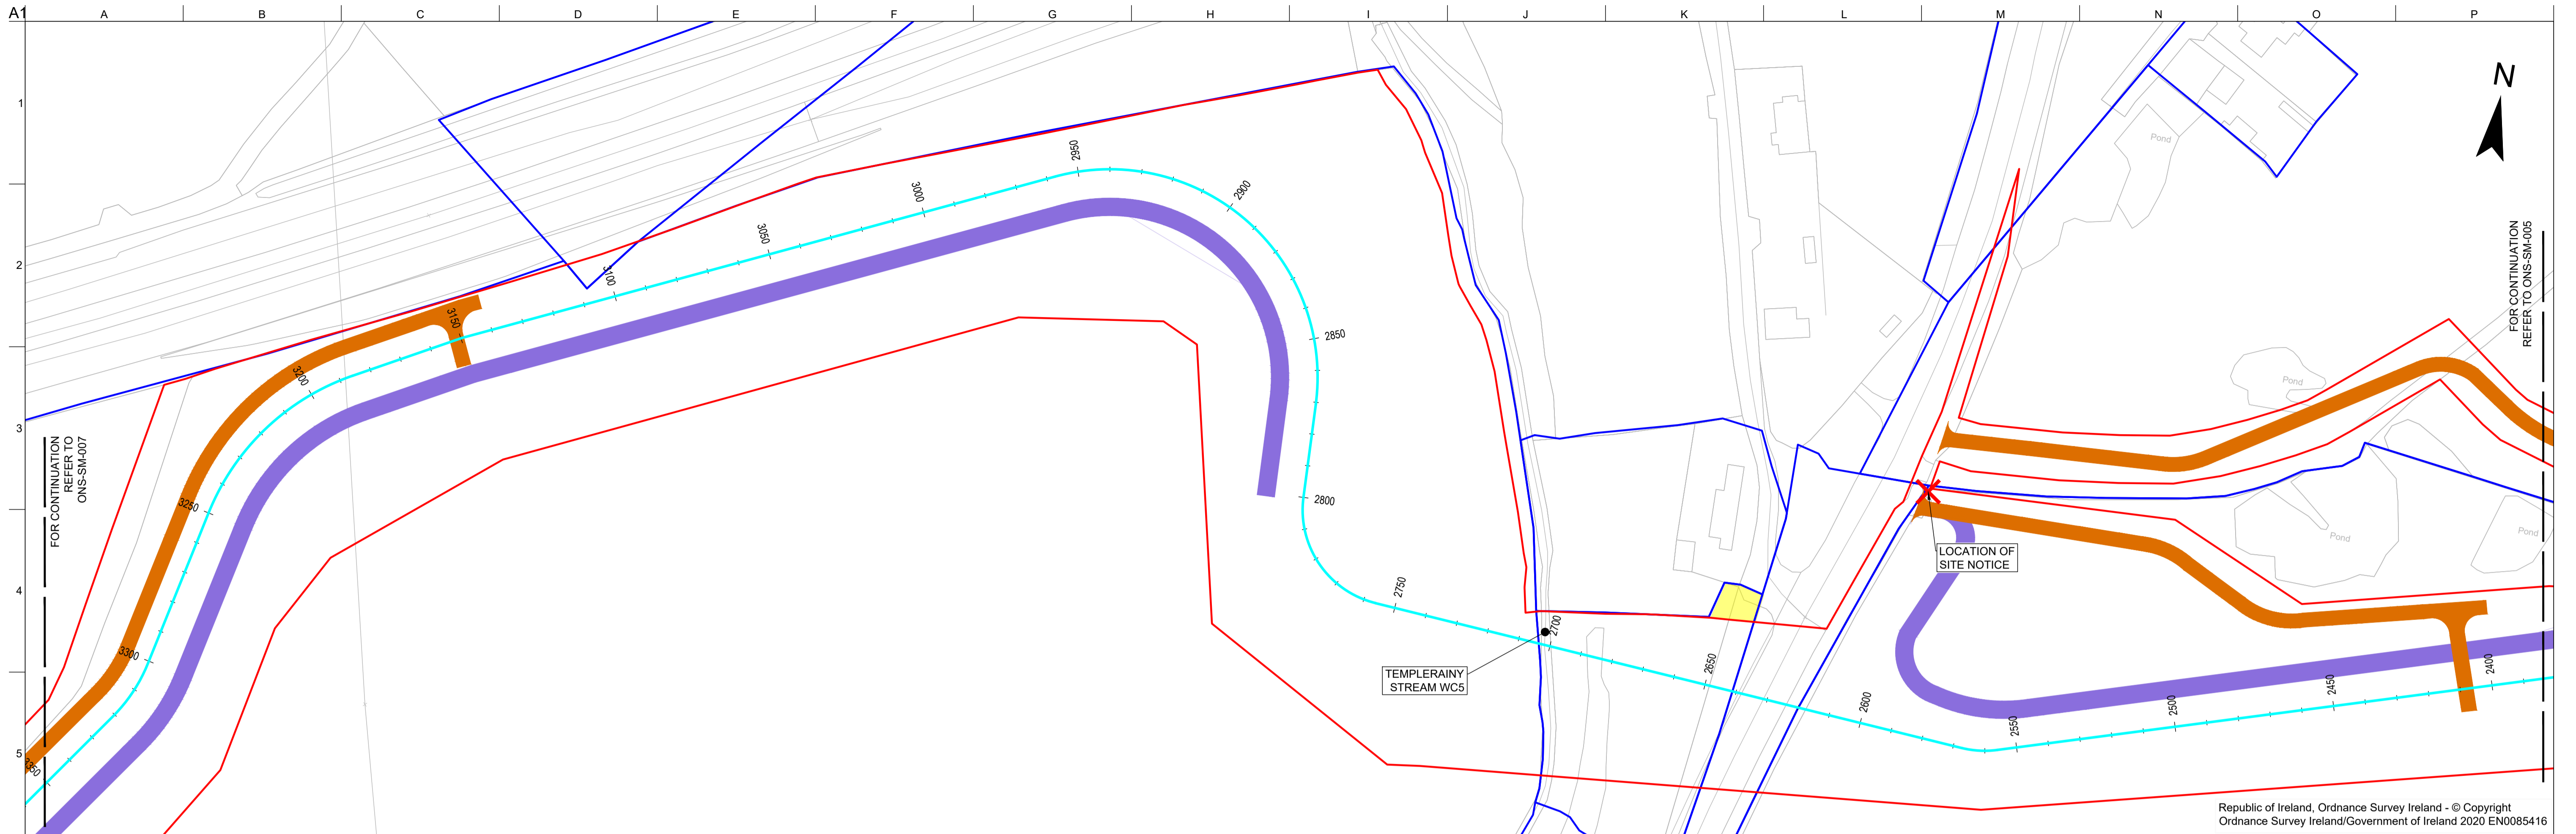 A1
A B C D E F G H I J K L M N O P
1
2
3
4
5
N
Pond
FOR CONTINUATION
REFER TO ONS-SM-005
2950
2900
3000
3050
3100
3150
2850
3200
Pond
FOR CONTINUATION
REFER TO
ONS-SM-007
3250
2800
Pond
Pond
LOCATION OF
SITE NOTICE
2750
2700
3300
TEMPLERAINY
STREAM WC5
2650
2600
2550
2500
2450
2400
3350
Republic of Ireland, Ordnance Survey Ireland - © Copyright
Ordnance Survey Ireland/Government of Ireland 2020 EN0085416